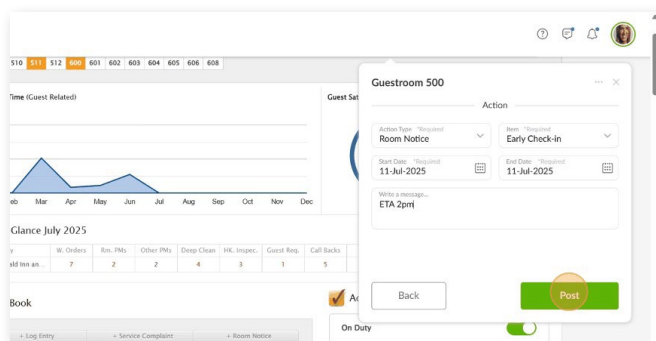 510 511 512 600 601 602 603 604 605 606 608
Time (Guest Related)
Guest Sat
Mar Apr May Jun Jul Aug Sep Oct Nov Dec
Glance July 2025
W. Orders Rm. PMs Other PMs Deep Clean HK. Inspec. Guest Req. Call Backs
7 2 2 4 3 1 5
Book
+ Log Entry + Service Complaint + Room Notice
On Duty
Guestroom 500
Action
Action Type *Required
Room Notice
Item *Required
Early Check-in
Start Date *Required
11-Jul-2025
End Date *Required
11-Jul-2025
Write a message...
ETA 2pm
Back
Post